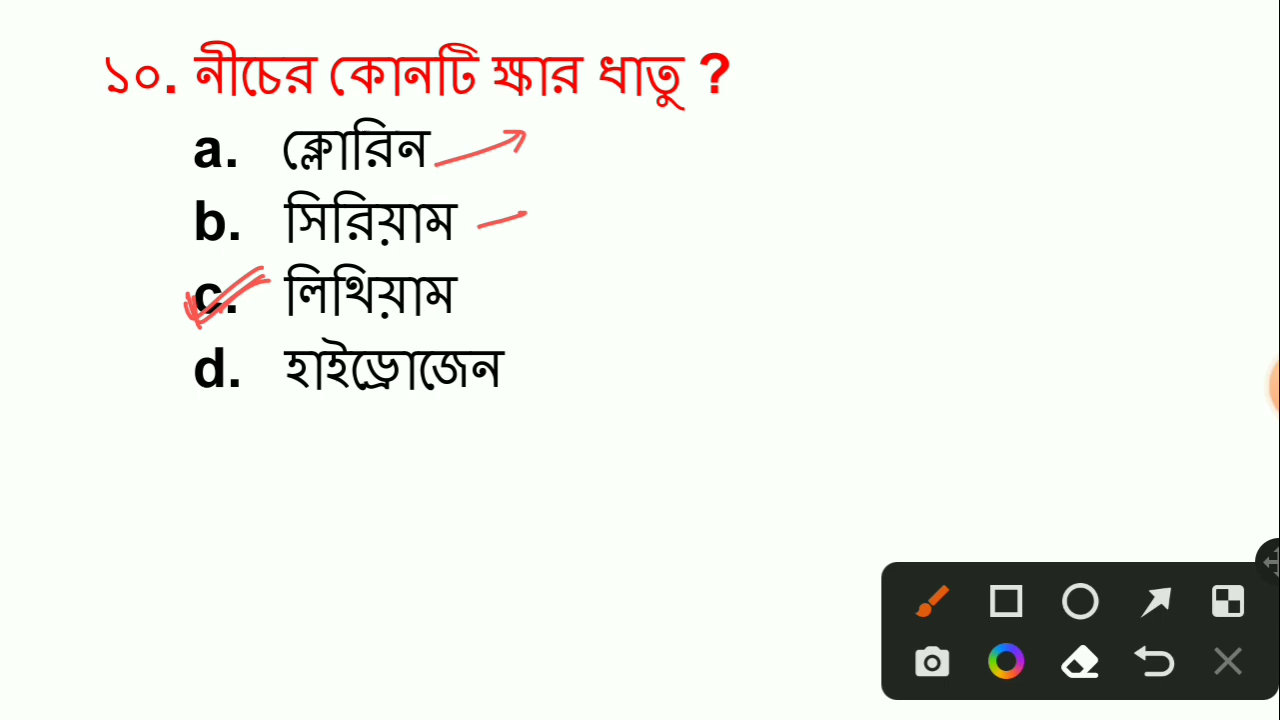 ১০. নীচের কোনটি ক্ষার ধাতু ?
a. ক্লোরিন
b. সিরিয়াম
c. লিথিয়াম
d. হাইড্রোজেন